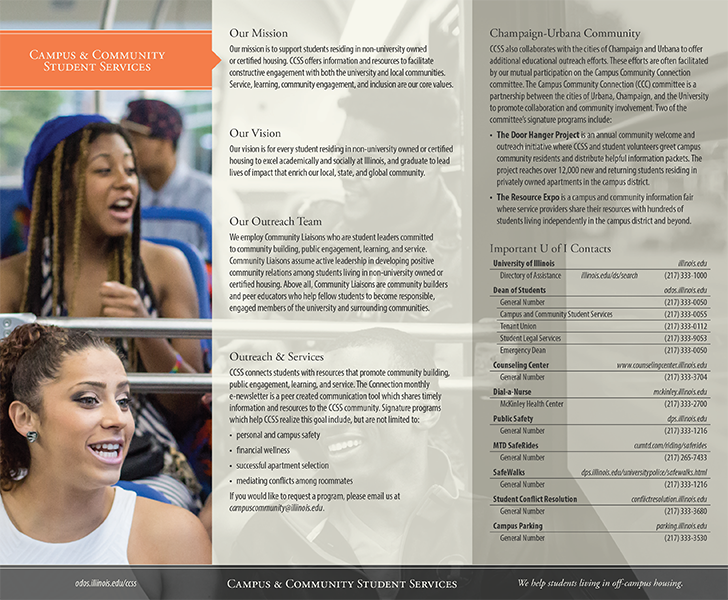 CAMPUS & COMMUNITY
STUDENT SERVICES
Our Mission
Our mission is to support students residing in non-university owned
or certified housing. CCSS offers information and resources to facilitate
constructive engagement with both the university and local communities.
Service, learning, community engagement, and inclusion are our core values.
Our Vision
Our vision is for every student residing in non-university owned or certified
housing to excel academically and socially at Illinois, and graduate to lead
lives of impact that enrich our local, state, and global community.
Our Outreach Team
We employ Community Liaisons who are student leaders committed
to community building, public engagement, learning, and service.
Community Liaisons assume active leadership in developing positive
community relations among students living in non-university owned or
certified housing. Above all, Community Liaisons are community builders
and peer educators who help fellow students to become responsible,
engaged members of the university and surrounding communities.
Outreach & Services
CCSS connects students with resources that promote community building,
public engagement, learning, and service. The Connection monthly
e-newsletter is a peer created communication tool which shares timely
information and resources to the CCSS community. Signature programs
which help CCSS realize this goal include, but are not limited to:
• personal and campus safety
• financial wellness
• successful apartment selection
• mediating conflicts among roommates
If you would like to request a program, please email us at
campuscommunity@illinois.edu.
Champaign-Urbana Community
CCSS also collaborates with the cities of Champaign and Urbana to offer
additional educational outreach efforts. These efforts are often facilitated
by our mutual participation on the Campus Community Connection
committee. The Campus Community Connection (CCC) committee is a
partnership between the cities of Urbana, Champaign, and the University
to promote collaboration and community involvement. Two of the
committee's signature programs include:
• The Door Hanger Project is an annual community welcome and
outreach initiative where CCSS and student volunteers greet campus
community residents and distribute helpful information packets. The
project reaches over 12,000 new and returning students residing in
privately owned apartments in the campus district.
• The Resource Expo is a campus and community information fair
where service providers share their resources with hundreds of
students living independently in the campus district and beyond.
Important U of I Contacts
University of Illinois illinois.edu
Directory of Assistance illinois.edu/ds/search (217) 333-1000
Dean of Students odos.illinois.edu
General Number (217) 333-0050
Campus and Community Student Services (217) 333-0055
Tenant Union (217) 333-0112
Student Legal Services (217) 333-9053
Emergency Dean (217) 333-0050
Counseling Center www.counselingcenter.illinois.edu
General Number (217) 333-3704
Dial-a-Nurse mckinley.illinois.edu
McKinley Health Center (217) 333-2700
Public Safety dps.illinois.edu
General Number (217) 333-1216
MTD SafeRides cumtd.com/riding/saferides
General Number (217) 265-7433
SafeWalks dps.illinois.edu/universitypolice/safewalks.html
General Number (217) 333-1216
Student Conflict Resolution conflictresolution.illinois.edu
General Number (217) 333-3680
Campus Parking parking.illinois.edu
General Number (217) 333-3530
odos.illinois.edu/ccss
CAMPUS & COMMUNITY STUDENT SERVICES
We help students living in off-campus housing.